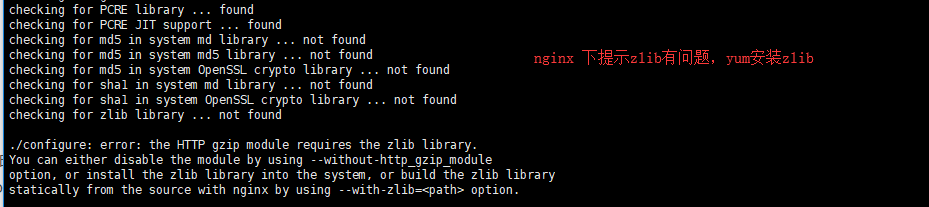 checking for PCRE library ... found
checking for PCRE JIT support ... found
checking for md5 in system md library ... not found
checking for md5 in system md5 library ... not found
checking for md5 in system OpenSSL crypto library ... not found
checking for sha1 in system md library ... not found
checking for sha1 in system OpenSSL crypto library ... not found
checking for zlib library ... not found
nginx 下提示zlib有问题，yum安装zlib
./configure: error: the HTTP gzip module requires the zlib library.
You can either disable the module by using --without-http_gzip_module
option, or install the zlib library into the system, or build the zlib library
statically from the source with nginx by using --with-zlib=<path> option.